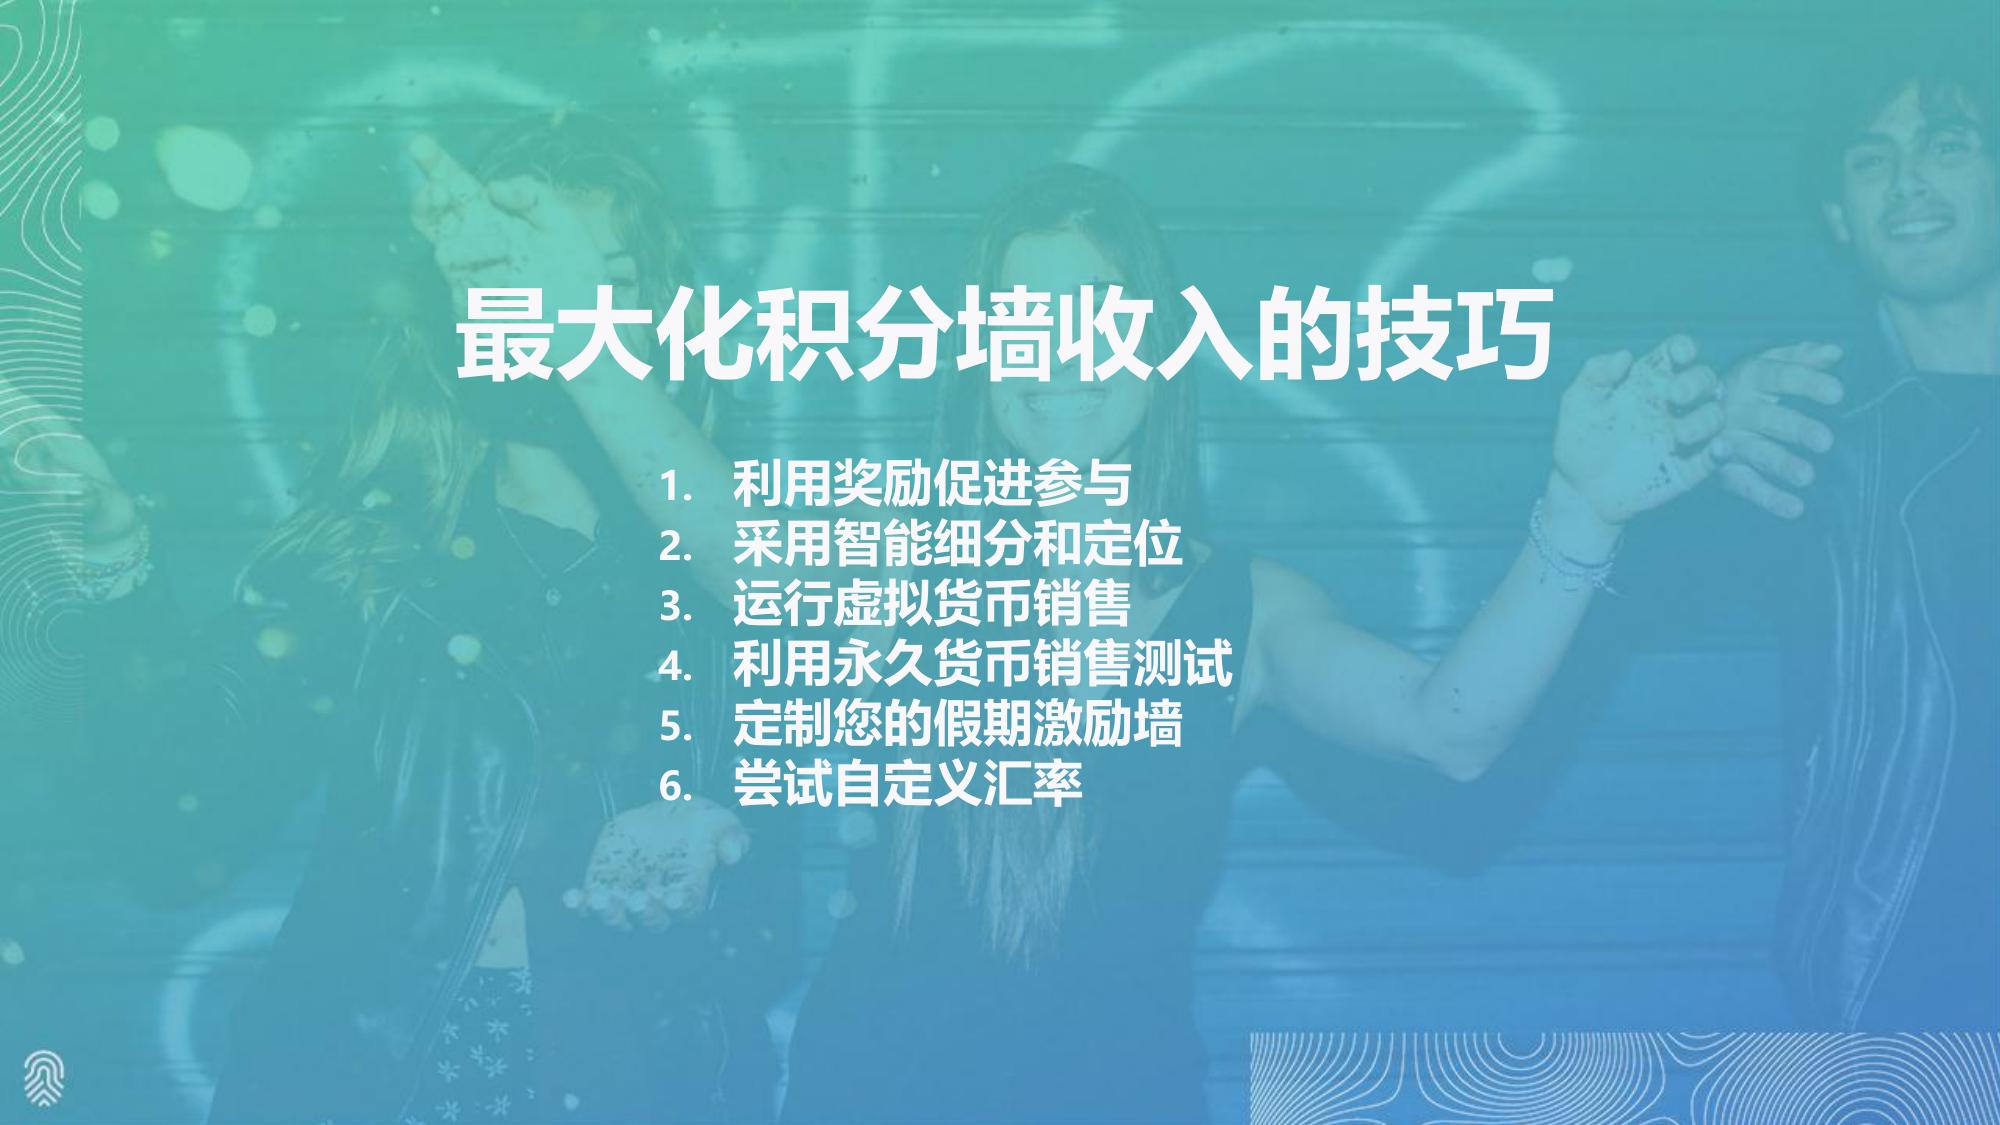 最大化积分墙收入的技巧
1. 利用奖励促进参与
2. 采用智能细分和定位
3. 运行虚拟货币销售
4. 利用永久货币销售测试
5. 定制您的假期激励墙
6. 尝试自定义汇率